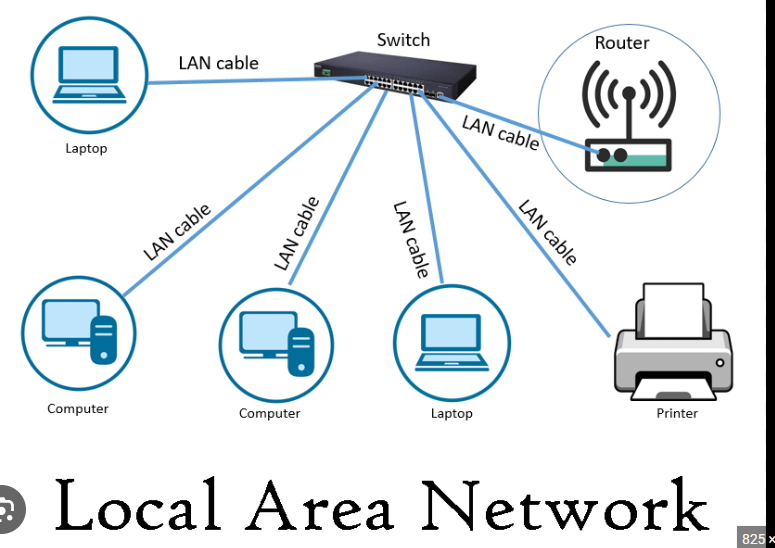 Switch
Router
LAN cable
LAN cable
Laptop
LAN cable
LAN cable
LAN cable
LAN cable
Computer
Computer
Laptop
Printer
Local Area Network
825 ×